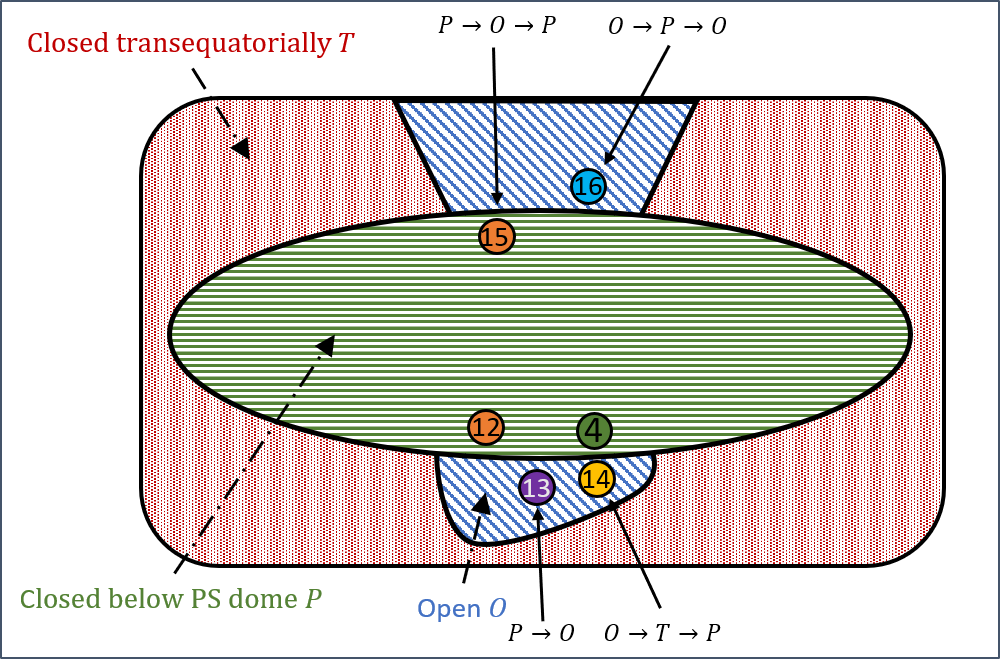 P → O → P
O → P → O
Closed transequatorially T
16
15
12
4
13
14
Closed below PS dome P
Open O
P → O
O → T → P